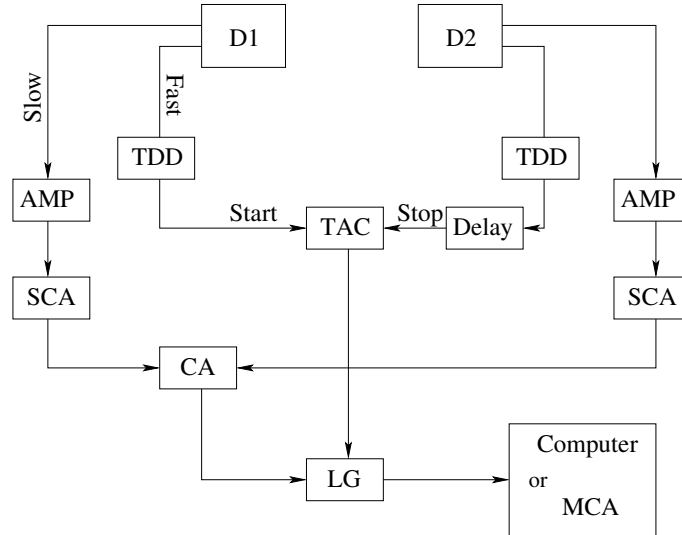 D1
D2
Slow
Fast
TDD
TDD
AMP
AMP
Start
TAC
Stop
Delay
SCA
SCA
CA
LG
Computer
or
MCA